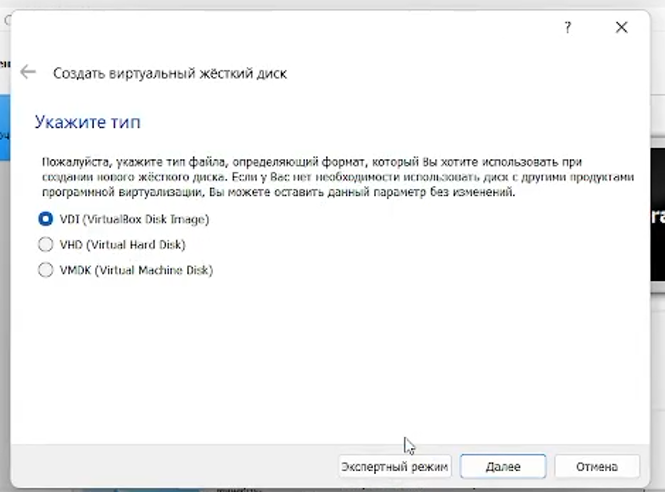 ?
Создать виртуальный жёсткий диск
Укажите тип
Пожалуйста, укажите тип файла, определяющий формат, который Вы хотите использовать при
создании нового жёсткого диска. Если у Вас нет необходимости использовать диск с другими продуктами
программной виртуализации, Вы можете оставить данный параметр без изменений.
VDI (VirtualBox Disk Image)
VHD (Virtual Hard Disk)
VMDK (Virtual Machine Disk)
Экспертный режим Далее Отмена